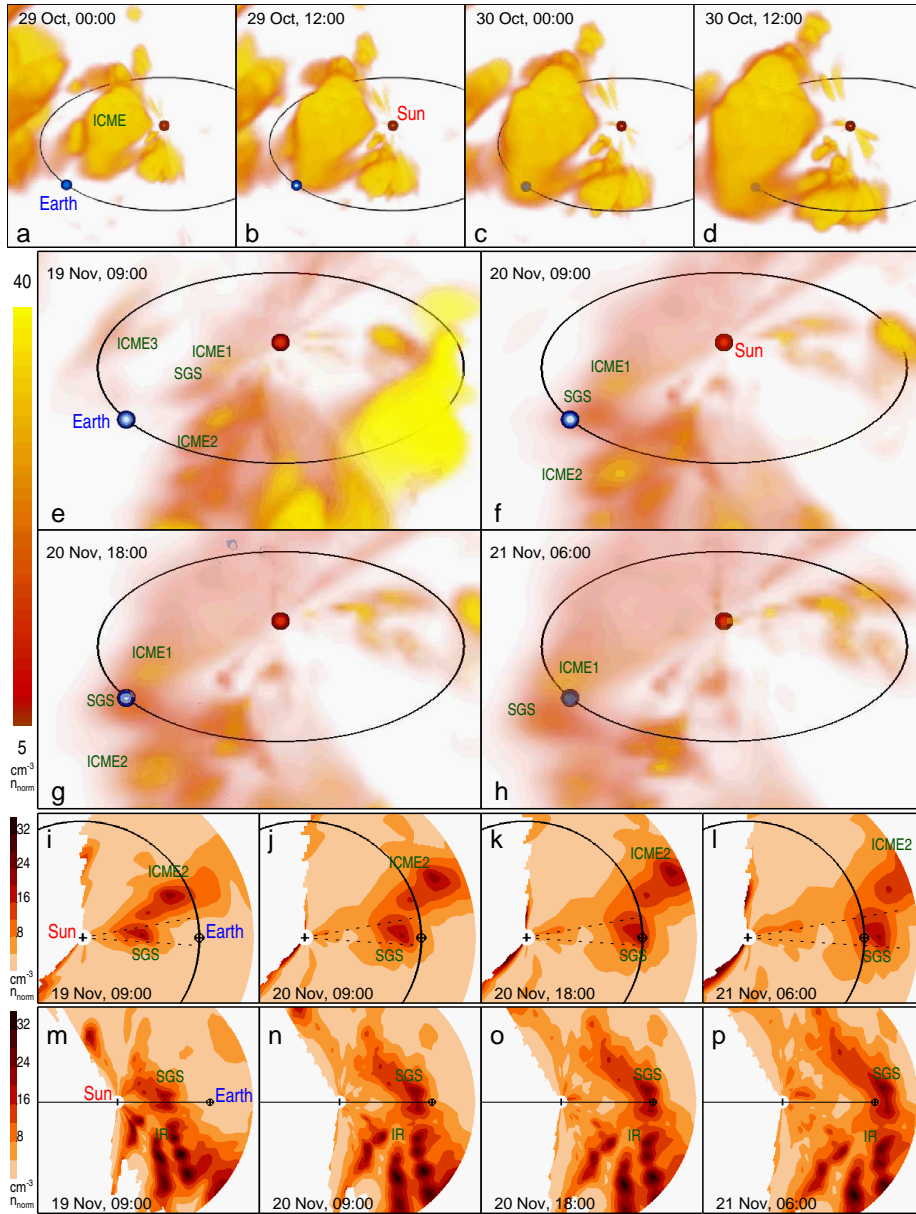 29 Oct, 00:00
29 Oct, 12:00
30 Oct, 00:00
30 Oct, 12:00
ICME
Sun
Earth
a
b
c
d
40
19 Nov, 09:00
20 Nov, 09:00
ICME3
ICME1
SGS
Earth
ICME2
e
Sun
ICME1
SGS
ICME2
f
20 Nov, 18:00
21 Nov, 06:00
ICME1
SGS
ICME2
g
ICME1
SGS
h
5
cm⁻³
n_norm
32
24
16
8
cm⁻³
n_norm
i
ICME2
Sun
Earth
SGS
19 Nov, 09:00
j
ICME2
SGS
20 Nov, 09:00
k
ICME2
SGS
20 Nov, 18:00
l
ICME2
SGS
21 Nov, 06:00
32
24
16
8
cm⁻³
n_norm
m
SGS
Sun
Earth
IR
19 Nov, 09:00
n
SGS
IR
20 Nov, 09:00
o
SGS
IR
20 Nov, 18:00
p
SGS
IR
21 Nov, 06:00